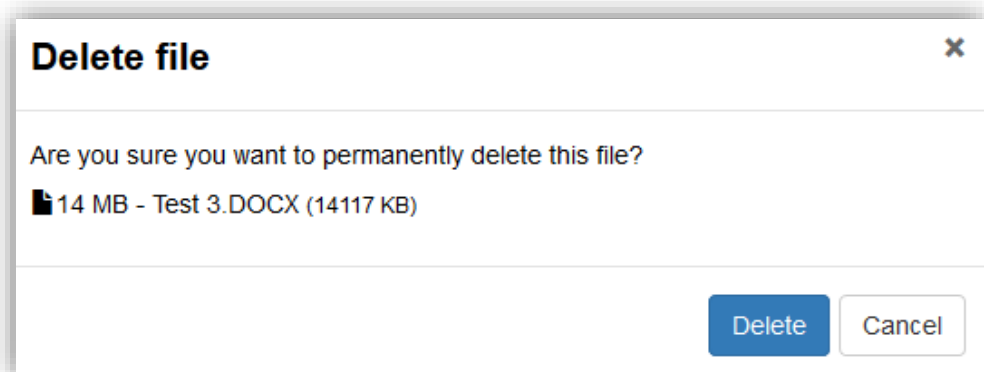 Delete file
Are you sure you want to permanently delete this file?
14 MB - Test 3.DOCX (14117 KB)
Delete Cancel